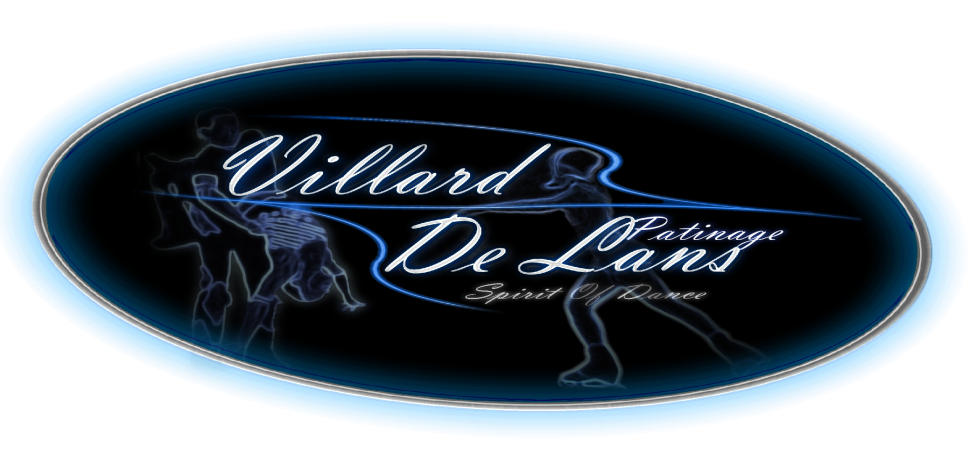 Villard
De Lans
Patinage
Spirit Of Dance